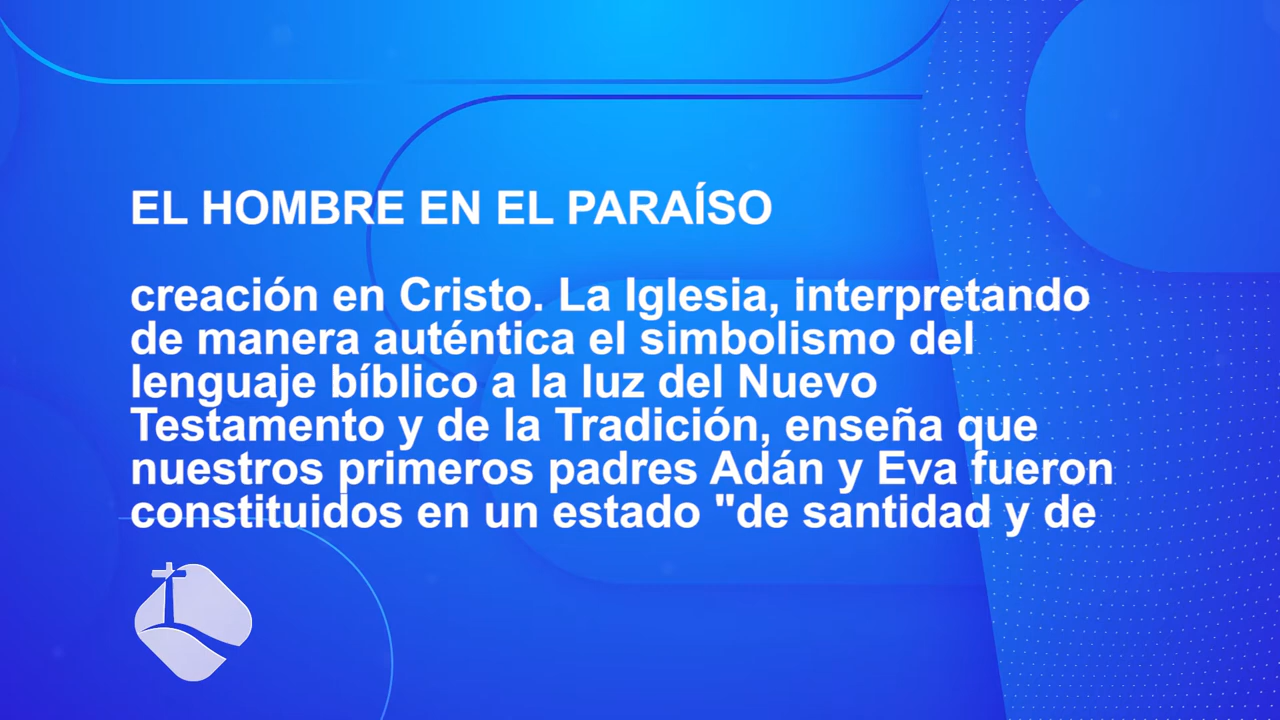 EL HOMBRE EN EL PARAÍSO
creación en Cristo. La Iglesia, interpretando
de manera auténtica el simbolismo del
lenguaje bíblico a la luz del Nuevo
Testamento y de la Tradición, enseña que
nuestros primeros padres Adán y Eva fueron
constituidos en un estado "de santidad y de